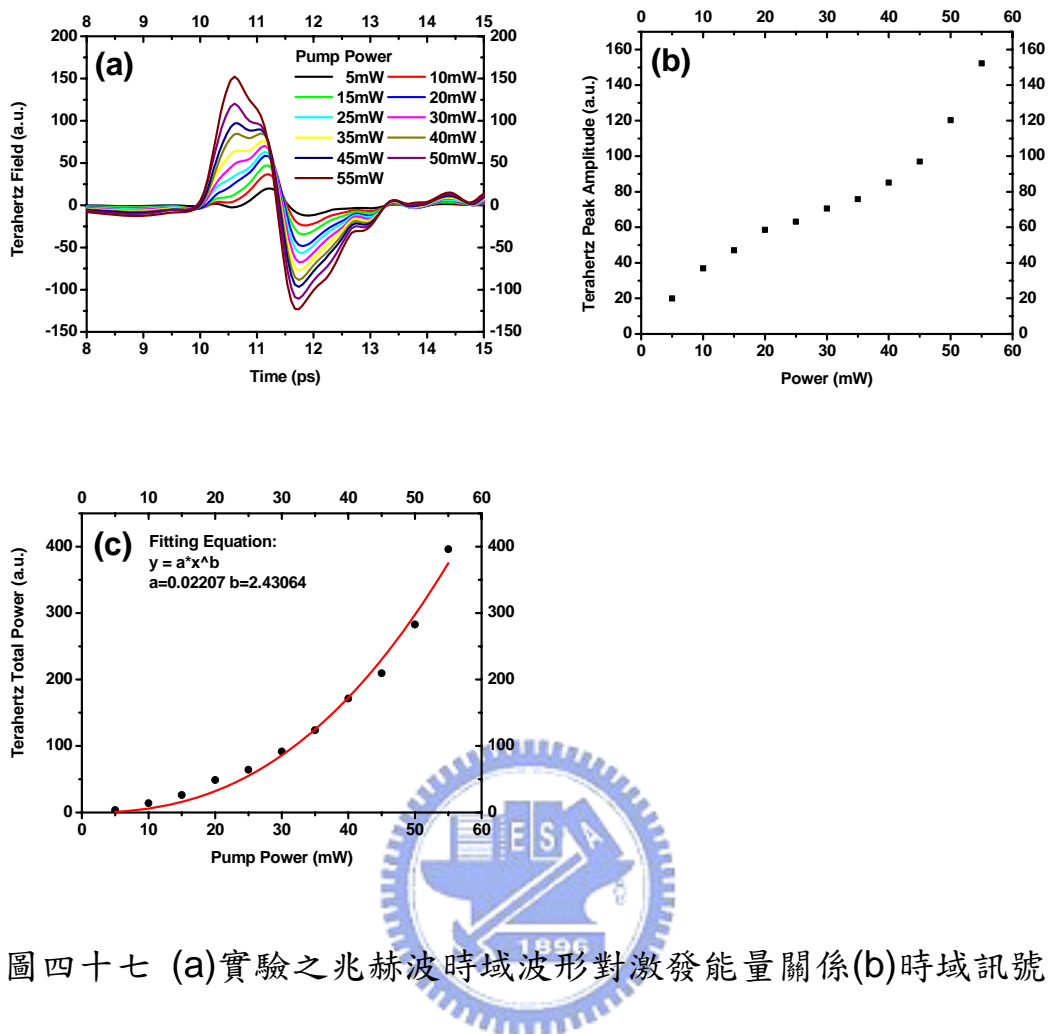 8 9 10 11 12 13 14 15
200 200
150 150
100 100
50 50
0 0
-50 -50
-100 -100
-150 -150
8 9 10 11 12 13 14 15
(a)
Pump Power
5mW 10mW
15mW 20mW
25mW 30mW
35mW 40mW
45mW 50mW
55mW
Terahertz Field (a.u.)
Time (ps)
0 10 20 30 40 50 60
160 160
140 140
120 120
100 100
80 80
60 60
40 40
20 20
0 0
0 10 20 30 40 50 60
(b)
Terahertz Peak Amplitude (a.u.)
Power (mW)
0 10 20 30 40 50 60
400 400
300 300
200 200
100 100
0 0
0 10 20 30 40 50 60
(c)
Fitting Equation:
y = a*x^b
a=0.02207 b=2.43064
Terahertz Total Power (a.u.)
Pump Power (mW)
E S A
1896
圖四十七 (a)實驗之兆赫波時域波形對激發能量關係(b)時域訊號